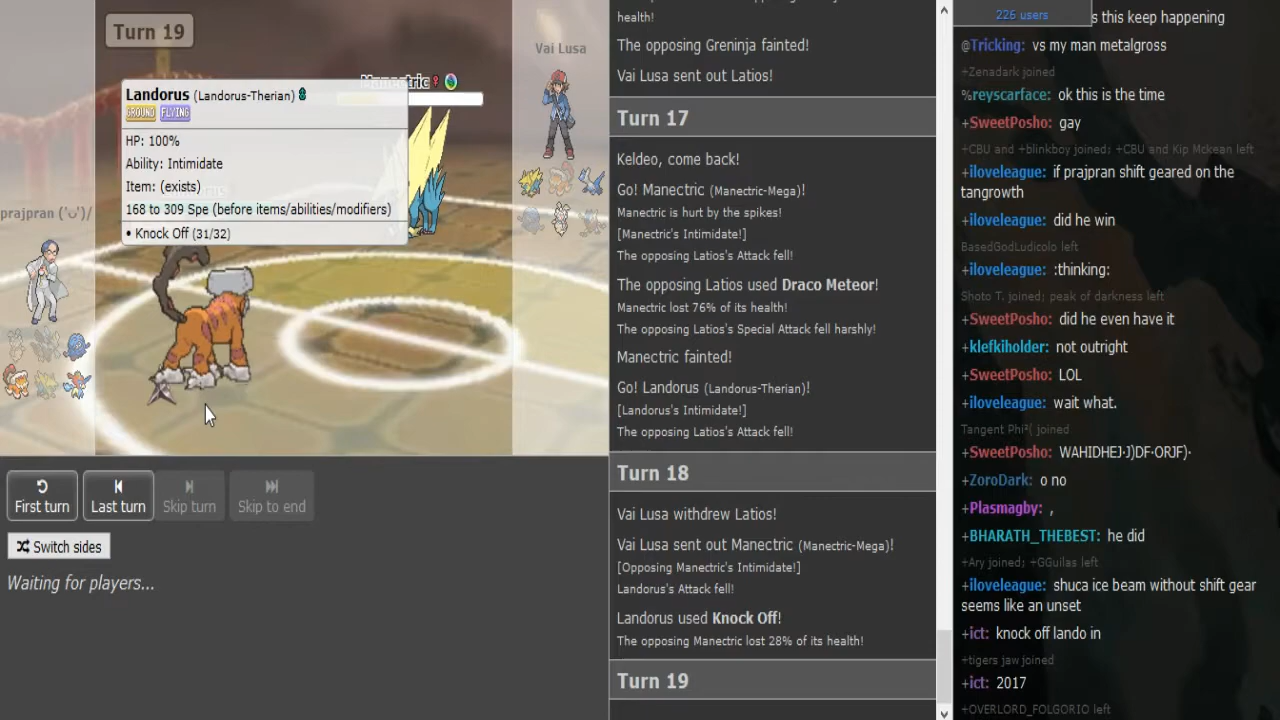 Turn 19
Vai Lusa
Landorus (Landorus-Therian)
GROUND FLYING
HP: 100%
Ability: Intimidate
Item: (exists)
168 to 309 Spe (before items/abilities/modifiers)
• Knock Off (31/32)
Manectric
prajpran ('ᴗ')/
First turn
Last turn
Skip turn
Skip to end
Switch sides
Waiting for players...
health!
The opposing Greninja fainted!
Vai Lusa sent out Latios!
Turn 17
Keldeo, come back!
Go! Manectric (Manectric-Mega)!
Manectric is hurt by the spikes!
[Manectric's Intimidate!]
The opposing Latios's Attack fell!
The opposing Latios used Draco Meteor!
Manectric lost 76% of its health!
The opposing Latios's Special Attack fell harshly!
Manectric fainted!
Go! Landorus (Landorus-Therian)!
[Landorus's Intimidate!]
The opposing Latios's Attack fell!
Turn 18
Vai Lusa withdrew Latios!
Vai Lusa sent out Manectric (Manectric-Mega)!
[Opposing Manectric's Intimidate!]
Landorus's Attack fell!
Landorus used Knock Off!
The opposing Manectric lost 28% of its health!
Turn 19
226 users
s this keep happening
@Tricking: vs my man metalgross
+Zenadark joined
%reyscarface: ok this is the time
+SweetPosho: gay
+CBU and +blinkboy joined; +CBU and Kip Mckean left
+iloveleague: if prajpran shift geared on the
tangrowth
+iloveleague: did he win
BasedGodLudicolo left
+iloveleague: :thinking:
Shoto T. joined; peak of darkness left
+SweetPosho: did he even have it
+klefkiholder: not outright
+SweetPosho: LOL
+iloveleague: wait what.
Tangent Phi² joined
+SweetPosho: WAHIDHEJ·J)DF·ORJF)·
+ZoroDark: o no
+Plasmagby: ,
+BHARATH_THEBEST: he did
+Ary joined; +GGuilas left
+iloveleague: shuca ice beam without shift gear
seems like an unset
+ict: knock off lando in
+tigers jaw joined
+ict: 2017
+OVERLORD_FOLGORIO left